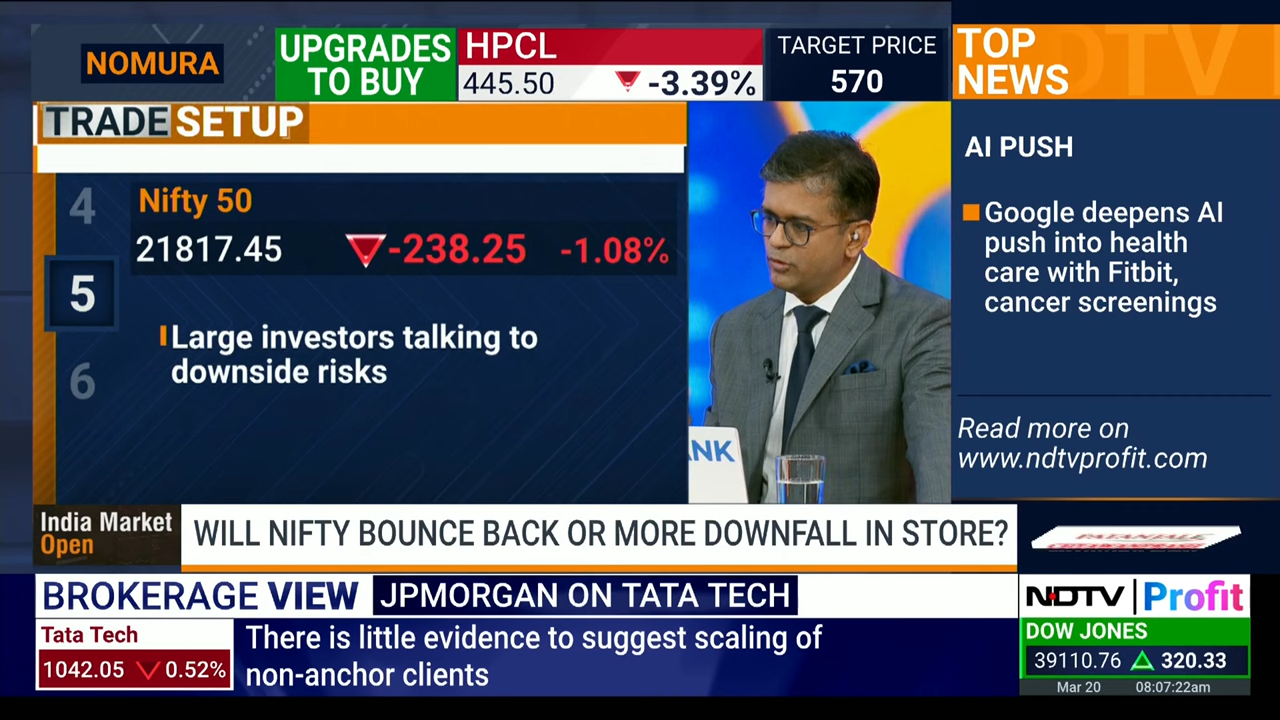 NOMURA
UPGRADES
TO BUY
HPCL
445.50
-3.39%
TARGET PRICE
570
TOP
NEWS
TRADE SETUP
4
5
6
Nifty 50
21817.45
-238.25
-1.08%
Large investors talking to
downside risks
NK
AI PUSH
Google deepens AI
push into health
care with Fitbit,
cancer screenings
Read more on
www.ndtvprofit.com
India Market
Open
WILL NIFTY BOUNCE BACK OR MORE DOWNFALL IN STORE?
BROKERAGE VIEW
JPMORGAN ON TATA TECH
Tata Tech
1042.05
0.52%
There is little evidence to suggest scaling of
non-anchor clients
NDTV Profit
DOW JONES
39110.76
320.33
Mar 20
08:07:22am